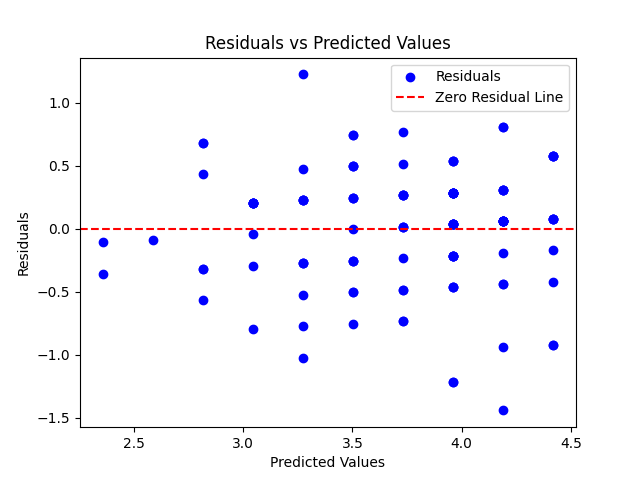 Residuals vs Predicted Values
Residuals
Zero Residual Line
1.0
0.5
0.0
−0.5
−1.0
−1.5
Residuals
2.5 3.0 3.5 4.0 4.5
Predicted Values